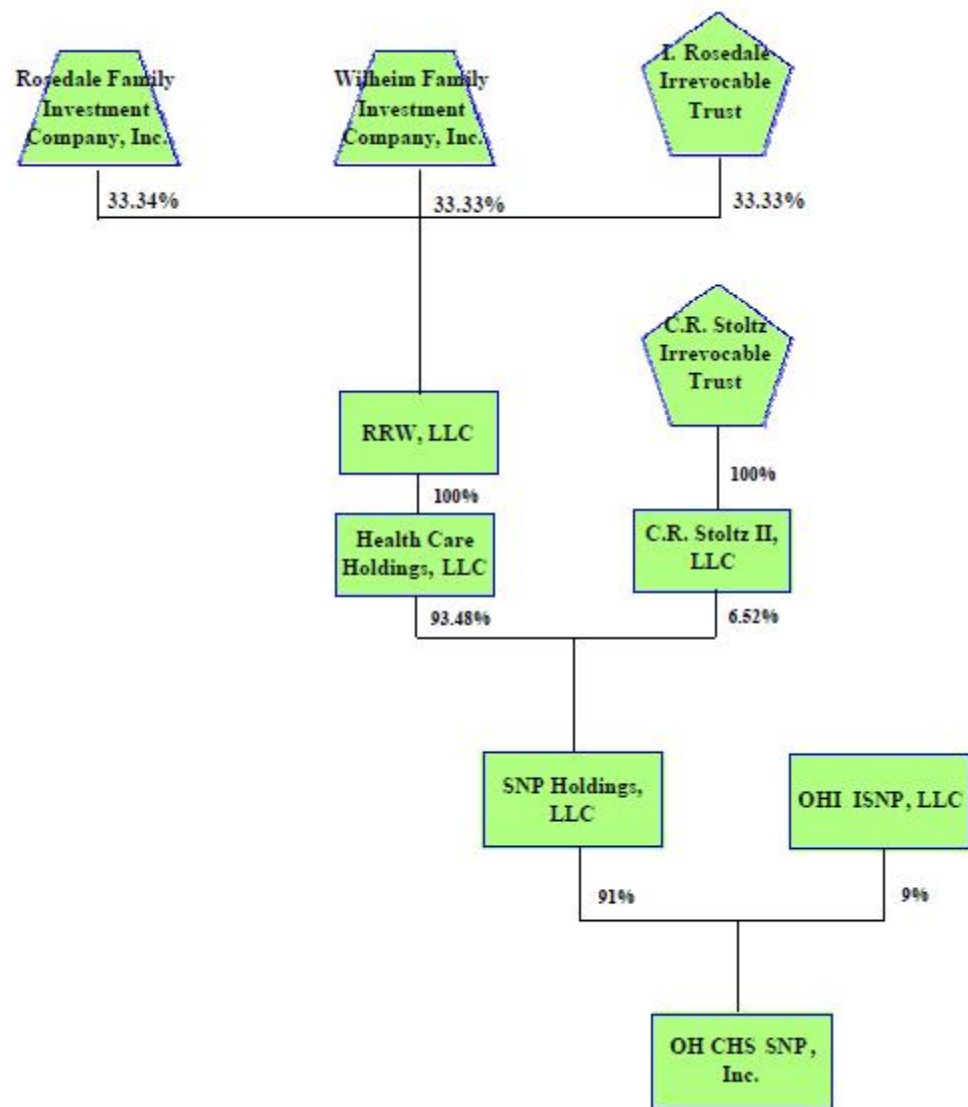 Rosedale Family
Investment
Company, Inc.
Wilheim Family
Investment
Company, Inc.
I. Rosedale
Irrevocable
Trust
33.34%
33.33%
33.33%
C.R. Stoltz
Irrevocable
Trust
RRW, LLC
100%
100%
Health Care
Holdings, LLC
C.R. Stoltz II,
LLC
93.48%
6.52%
SNP Holdings,
LLC
OHI ISNP, LLC
91%
9%
OH CHS SNP,
Inc.